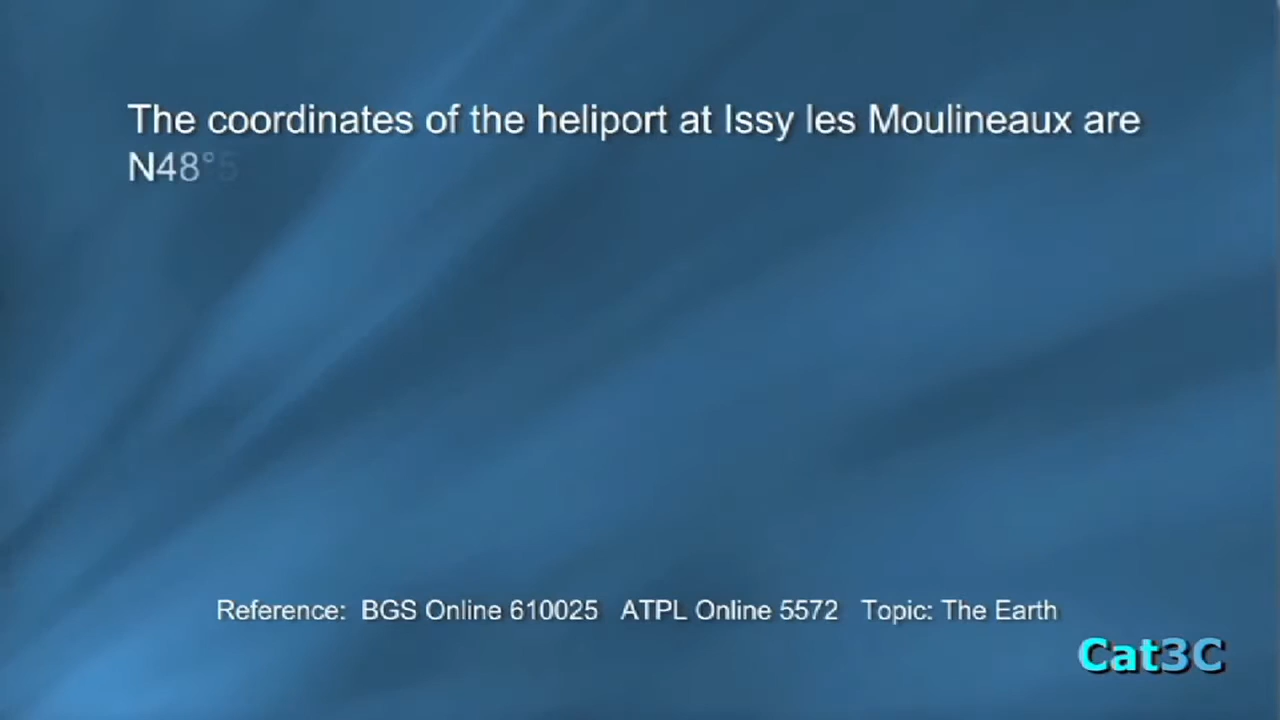 The coordinates of the heliport at Issy les Moulineaux are
N48°5
Reference: BGS Online 610025 ATPL Online 5572 Topic: The Earth
Cat3C